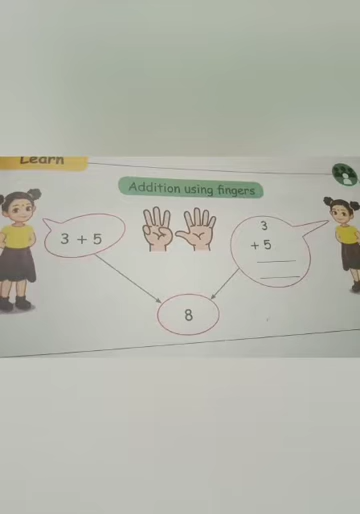 Learn
Addition using fingers
3 + 5
3
+ 5
8